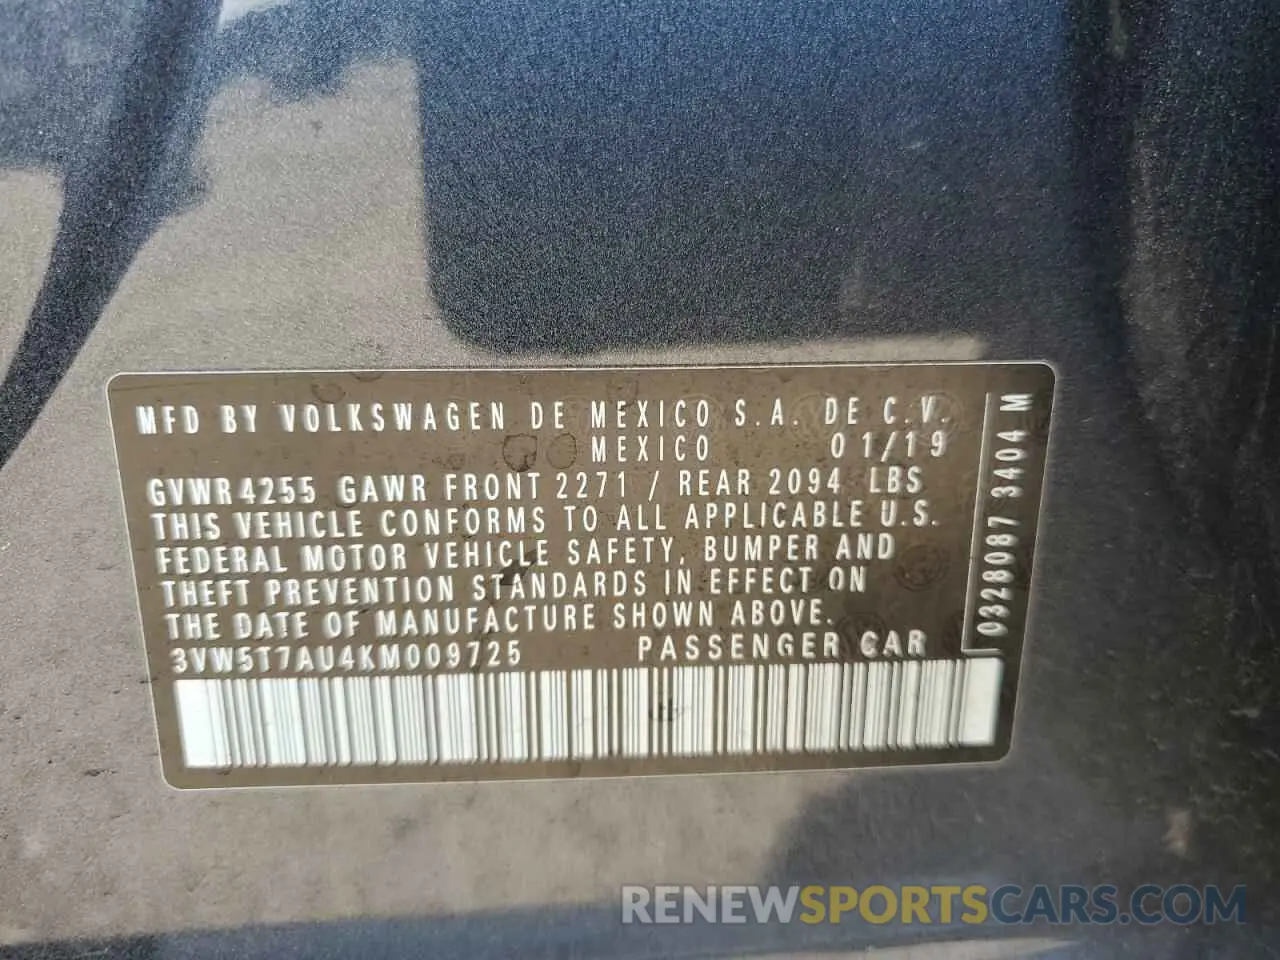 MFD BY VOLKSWAGEN DE MEXICO S.A. DE C.V.
MEXICO 01/19
GVWR 4255 GAWR FRONT 2271 / REAR 2094 LBS
THIS VEHICLE CONFORMS TO ALL APPLICABLE U.S.
FEDERAL MOTOR VEHICLE SAFETY, BUMPER AND
THEFT PREVENTION STANDARDS IN EFFECT ON
THE DATE OF MANUFACTURE SHOWN ABOVE.
3VW5T7AU4KM009725 PASSENGER CAR
0328087 3404 M
RENEWSPORTSCARS.COM